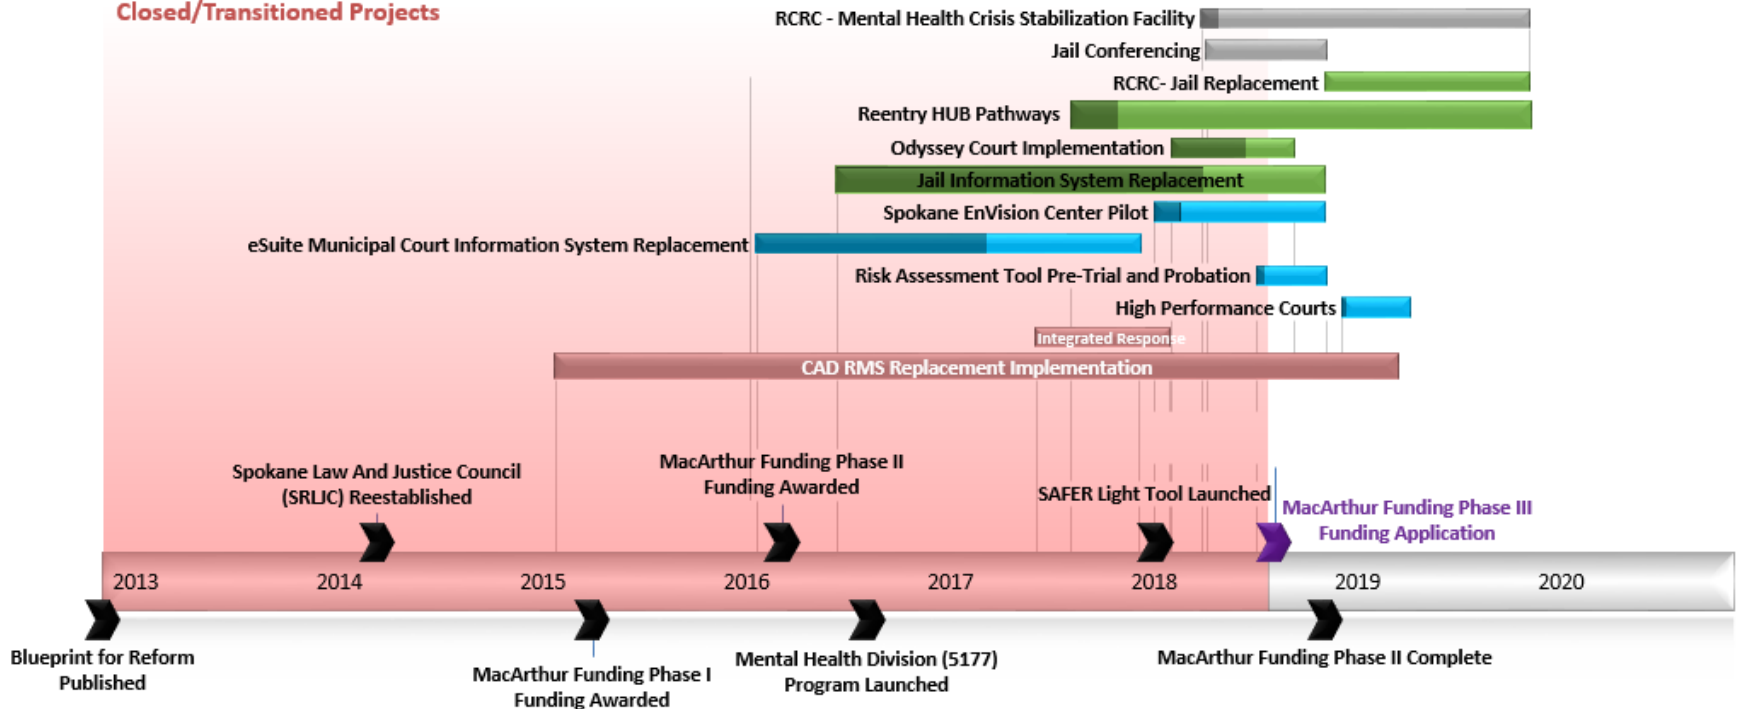 Closed/Transitioned Projects
RCRC - Mental Health Crisis Stabilization Facility
Jail Conferencing
RCRC- Jail Replacement
Reentry HUB Pathways
Odyssey Court Implementation
Jail Information System Replacement
Spokane EnVision Center Pilot
eSuite Municipal Court Information System Replacement
Risk Assessment Tool Pre-Trial and Probation
High Performance Courts
Integrated Response
CAD RMS Replacement Implementation
Spokane Law And Justice Council
(SRLJC) Reestablished
MacArthur Funding Phase II
Funding Awarded
SAFER Light Tool Launched
MacArthur Funding Phase III
Funding Application
2013 2014 2015 2016 2017 2018 2019 2020
Blueprint for Reform
Published
MacArthur Funding Phase I
Funding Awarded
Mental Health Division (5177)
Program Launched
MacArthur Funding Phase II Complete